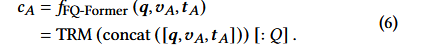 c_A = f_FQ-Former (q, v_A, t_A)
= TRM (concat ([q, v_A, t_A])) [: Q] . (6)